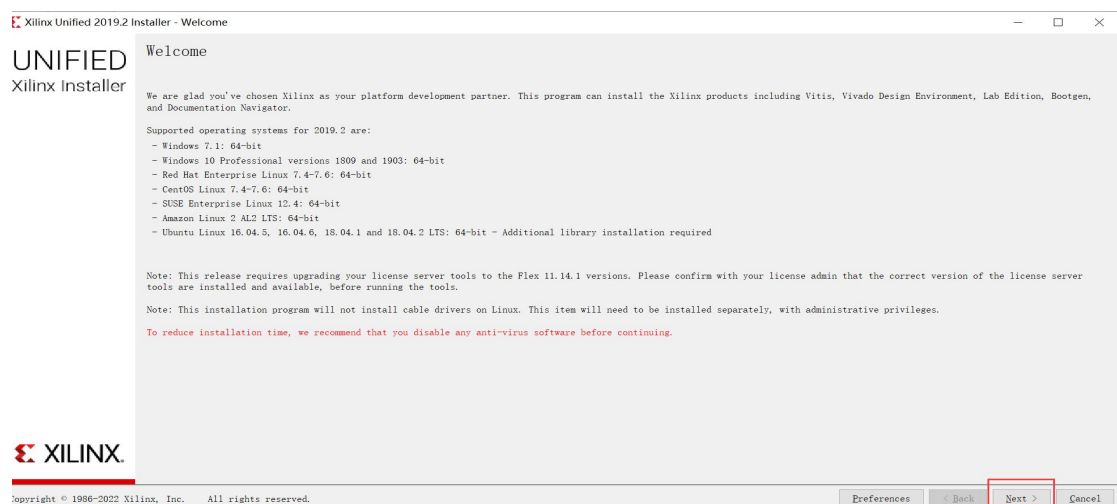 Xilinx Unified 2019.2 Installer - Welcome
UNIFIED
Xilinx Installer
Welcome
We are glad you've chosen Xilinx as your platform development partner. This program can install the Xilinx products including Vitis, Vivado Design Environment, Lab Edition, Bootgen,
and Documentation Navigator.
Supported operating systems for 2019.2 are:
- Windows 7.1: 64-bit
- Windows 10 Professional versions 1809 and 1903: 64-bit
- Red Hat Enterprise Linux 7.4-7.6: 64-bit
- CentOS Linux 7.4-7.6: 64-bit
- SUSE Enterprise Linux 12.4: 64-bit
- Amazon Linux 2 AL2 LTS: 64-bit
- Ubuntu Linux 16.04.5, 16.04.6, 18.04.1 and 18.04.2 LTS: 64-bit - Additional library installation required
Note: This release requires upgrading your license server tools to the Flex 11.14.1 versions. Please confirm with your license admin that the correct version of the license server
tools are installed and available, before running the tools.
Note: This installation program will not install cable drivers on Linux. This item will need to be installed separately, with administrative privileges.
To reduce installation time, we recommend that you disable any anti-virus software before continuing.
XILINX.
Copyright © 1986-2022 Xilinx, Inc. All rights reserved.
Preferences < Back Next > Cancel